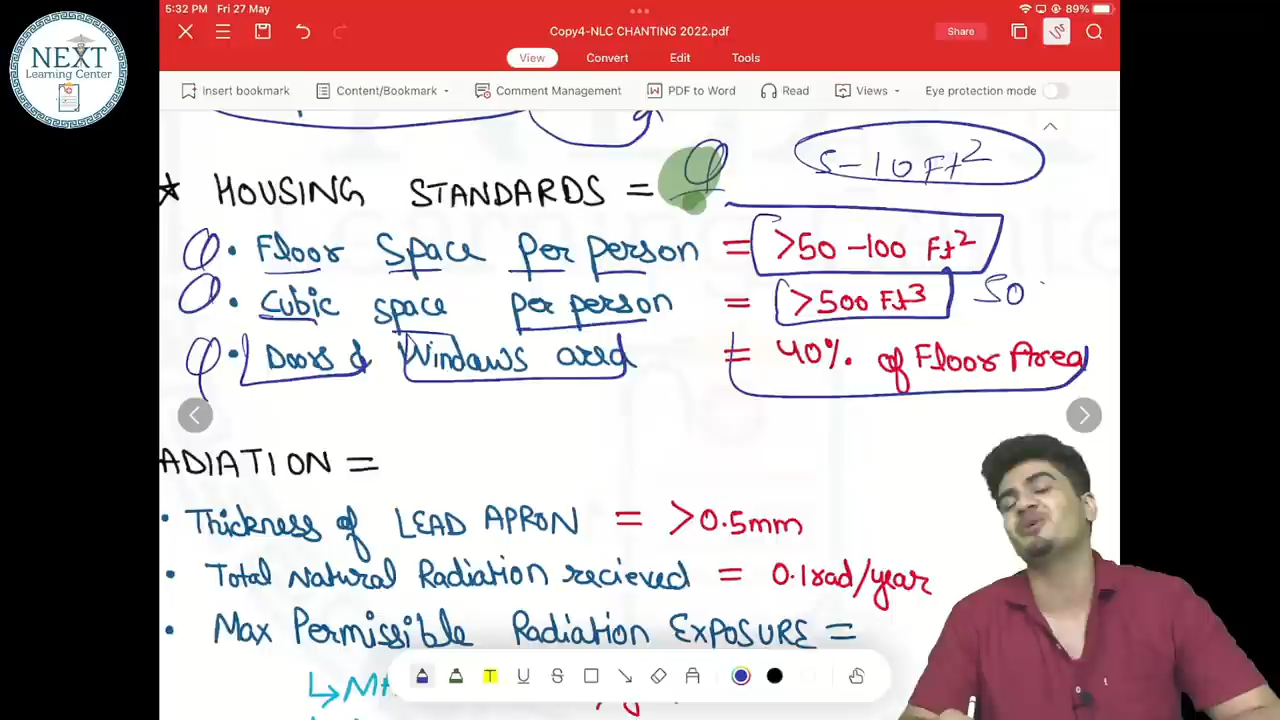 5:32 PM Fri 27 May
89%
NEXT
Learning Center
Copy4-NLC CHANTING 2022.pdf
Share
View Convert Edit Tools
Insert bookmark Content/Bookmark Comment Management PDF to Word Read Views Eye protection mode
5-10 Ft²
★ HOUSING STANDARDS =
• Floor Space Per person = >50-100 Ft²
• Cubic space per person = >500 Ft³ 50
• Doors & Windows area = 40% of Floor Area
ADIATION =
• Thickness of LEAD APRON = >0.5mm
• Total Natural Radiation recieved = 0.1rad/year
• Max Permissible Radiation EXPOSURE =